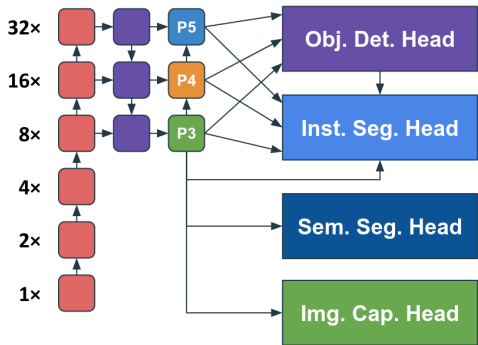 32×
P5
Obj. Det. Head
16×
P4
Inst. Seg. Head
8×
P3
4×
Sem. Seg. Head
2×
1×
Img. Cap. Head